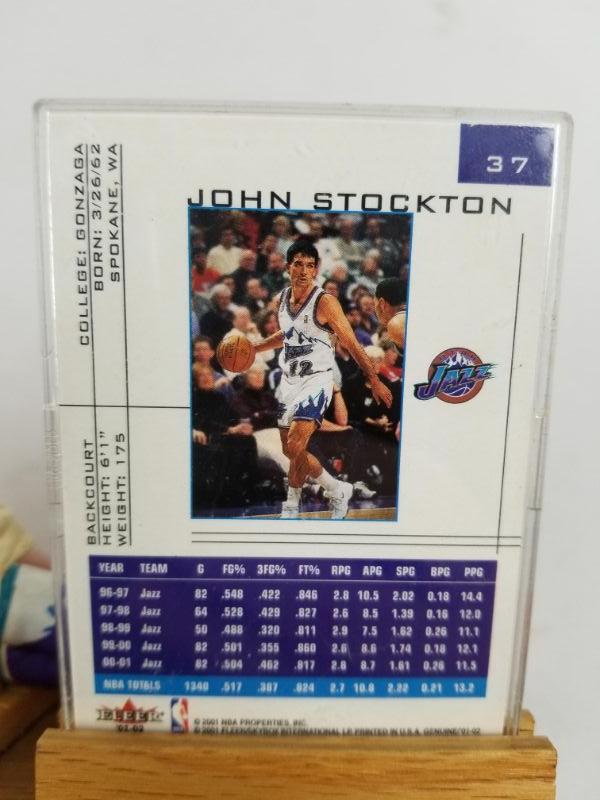 37
JOHN STOCKTON
COLLEGE: GONZAGA
BORN: 3/26/62
SPOKANE, WA
12
JAZZ
BACKCOURT
HEIGHT: 6'1"
WEIGHT: 175
YEAR TEAM G FG% 3FG% FT% RPG APG SPG BPG PPG
96-97 Jazz 82 .548 .422 .846 2.8 10.5 2.02 0.18 14.4
97-98 Jazz 64 .528 .429 .827 2.6 8.5 1.39 0.16 12.0
98-99 Jazz 50 .488 .320 .811 2.9 7.5 1.62 0.26 11.1
99-00 Jazz 82 .501 .355 .860 2.6 8.6 1.74 0.18 12.1
00-01 Jazz 82 .504 .462 .817 2.8 8.7 1.61 0.26 11.5
NBA TOTALS 1340 .517 .387 .824 2.7 10.8 2.22 0.21 13.2
FLEER
'01-02
© 2001 NBA PROPERTIES, INC.
© 2001 FLEER/SKYBOX INTERNATIONAL LP. PRINTED IN U.S.A. GENUINE/'01-02